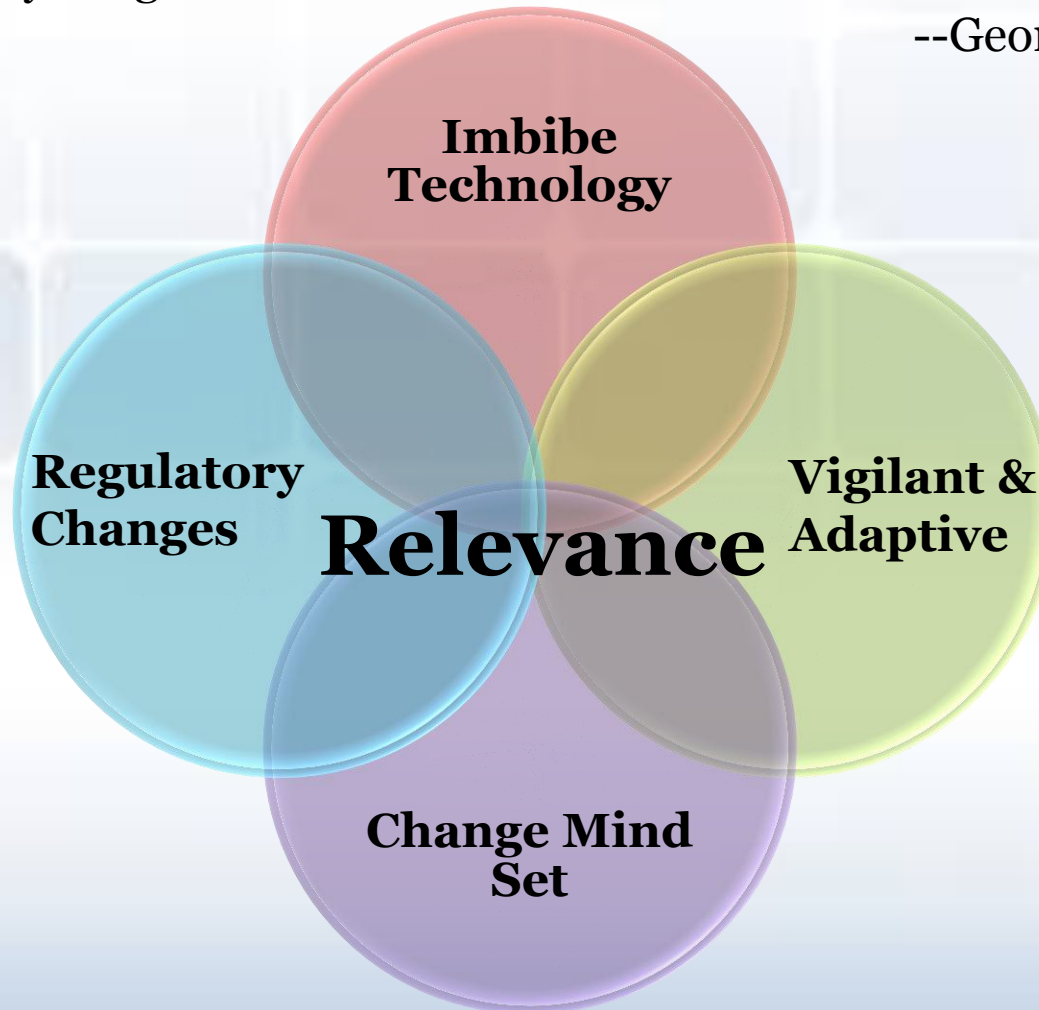 --Geor
Imbibe
Technology
Regulatory
Changes
Vigilant &
Adaptive
Relevance
Change Mind
Set